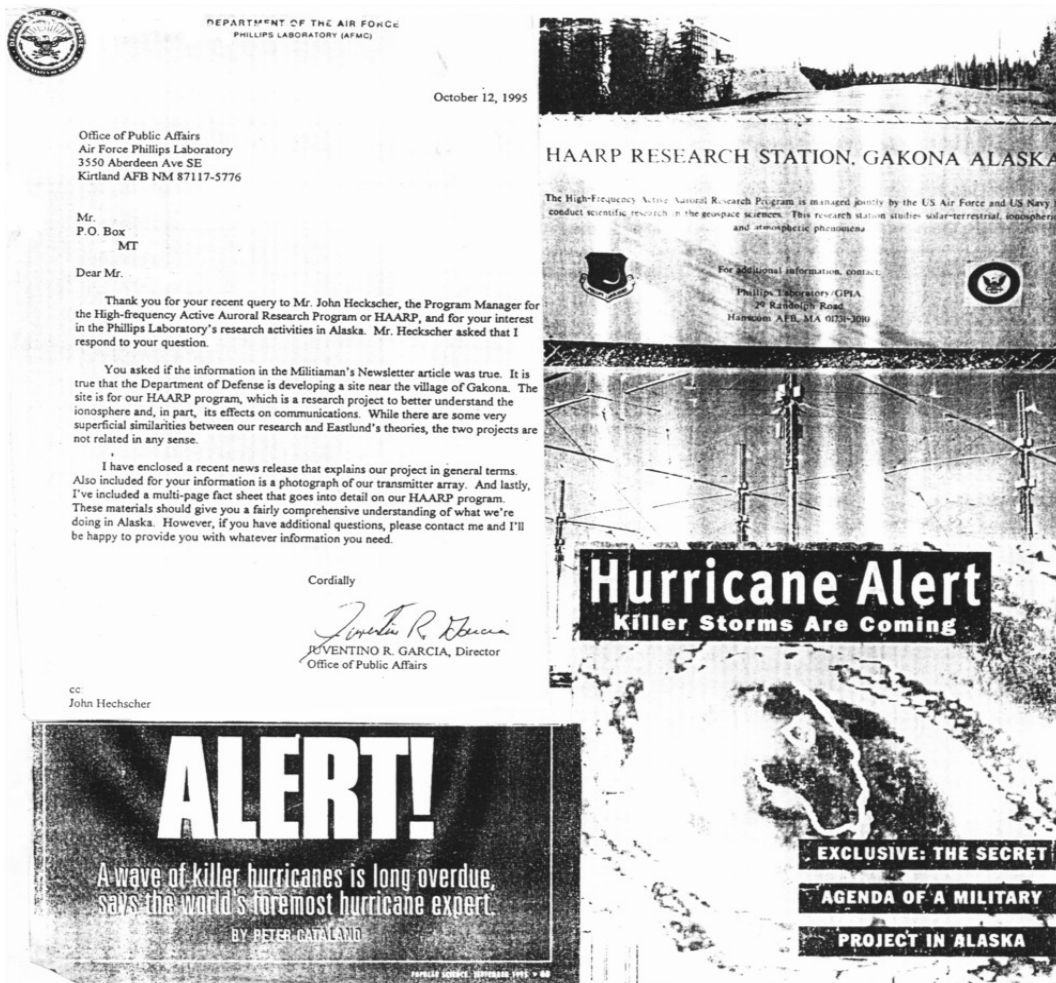 DEPARTMENT OF THE AIR FORCE
PHILLIPS LABORATORY (AFMC)
October 12, 1995
Office of Public Affairs
Air Force Phillips Laboratory
3550 Aberdeen Ave SE
Kirtland AFB NM 87117-5776
Mr.
P.O. Box
MT
Dear Mr.
Thank you for your recent query to Mr. John Heckscher, the Program Manager for
the High-frequency Active Auroral Research Program or HAARP, and for your interest
in the Phillips Laboratory's research activities in Alaska. Mr. Heckscher asked that I
respond to your question.
You asked if the information in the Militiaman's Newsletter article was true. It is
true that the Department of Defense is developing a site near the village of Gakona. The
site is for our HAARP program, which is a research project to better understand the
ionosphere and, in part, its effects on communications. While there are some very
superficial similarities between our research and Eastlund's theories, the two projects are
not related in any sense.
I have enclosed a recent news release that explains our project in general terms.
Also included for your information is a photograph of our transmitter array. And lastly,
I've included a multi-page fact sheet that goes into detail on our HAARP program.
These materials should give you a fairly comprehensive understanding of what we're
doing in Alaska. However, if you have additional questions, please contact me and I'll
be happy to provide you with whatever information you need.
Cordially
Juventino R. Garcia
JUVENTINO R. GARCIA, Director
Office of Public Affairs
cc
John Hechscher
HAARP RESEARCH STATION, GAKONA ALASKA
The High-Frequency Active Auroral Research Program is managed jointly by the US Air Force and US Navy
conduct scientific research in the geospace sciences. This research station studies solar-terrestrial, ionospheric
and atmospheric phenomena
For additional information, contact:
Phillips Laboratory/GPIA
29 Randolph Road
Hanscom AFB, MA 01731-3010
Hurricane Alert
Killer Storms Are Coming
EXCLUSIVE: THE SECRET
AGENDA OF A MILITARY
PROJECT IN ALASKA
ALERT!
A wave of killer hurricanes is long overdue,
says the world's foremost hurricane expert.
BY PETER CATALANO
POPULAR SCIENCE, SEPTEMBER 1995